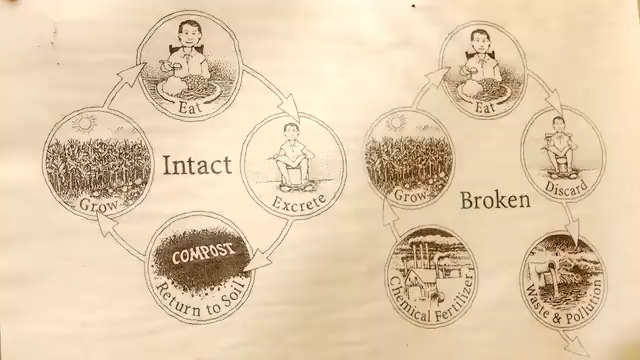 Eat
Intact
Grow
Excrete
COMPOST
Return to Soil
Eat
Grow
Discard
Broken
Chemical Fertilizer
Waste & Pollution